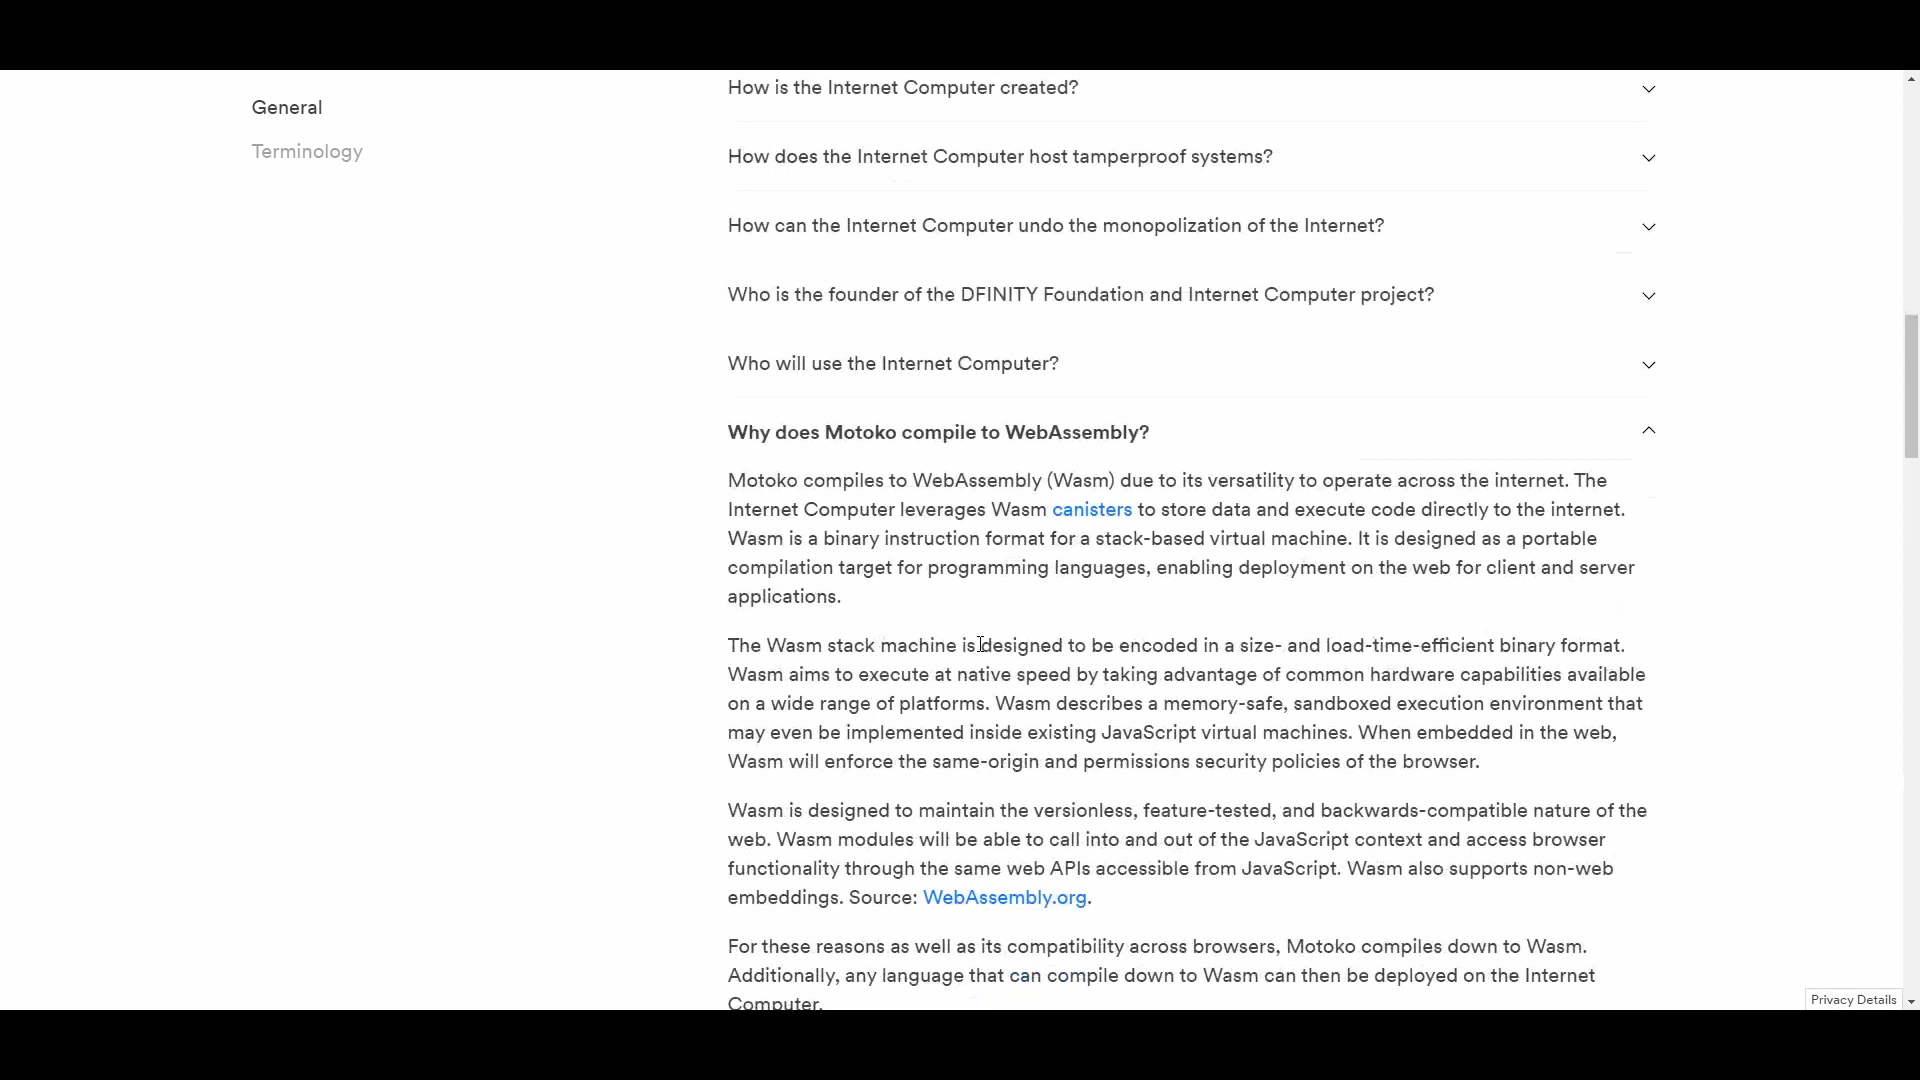 General
Terminology
How is the Internet Computer created?
How does the Internet Computer host tamperproof systems?
How can the Internet Computer undo the monopolization of the Internet?
Who is the founder of the DFINITY Foundation and Internet Computer project?
Who will use the Internet Computer?
Why does Motoko compile to WebAssembly?
Motoko compiles to WebAssembly (Wasm) due to its versatility to operate across the internet. The
Internet Computer leverages Wasm canisters to store data and execute code directly to the internet.
Wasm is a binary instruction format for a stack-based virtual machine. It is designed as a portable
compilation target for programming languages, enabling deployment on the web for client and server
applications.
The Wasm stack machine is designed to be encoded in a size- and load-time-efficient binary format.
Wasm aims to execute at native speed by taking advantage of common hardware capabilities available
on a wide range of platforms. Wasm describes a memory-safe, sandboxed execution environment that
may even be implemented inside existing JavaScript virtual machines. When embedded in the web,
Wasm will enforce the same-origin and permissions security policies of the browser.
Wasm is designed to maintain the versionless, feature-tested, and backwards-compatible nature of the
web. Wasm modules will be able to call into and out of the JavaScript context and access browser
functionality through the same web APIs accessible from JavaScript. Wasm also supports non-web
embeddings. Source: WebAssembly.org.
For these reasons as well as its compatibility across browsers, Motoko compiles down to Wasm.
Additionally, any language that can compile down to Wasm can then be deployed on the Internet
Computer.
Privacy Details